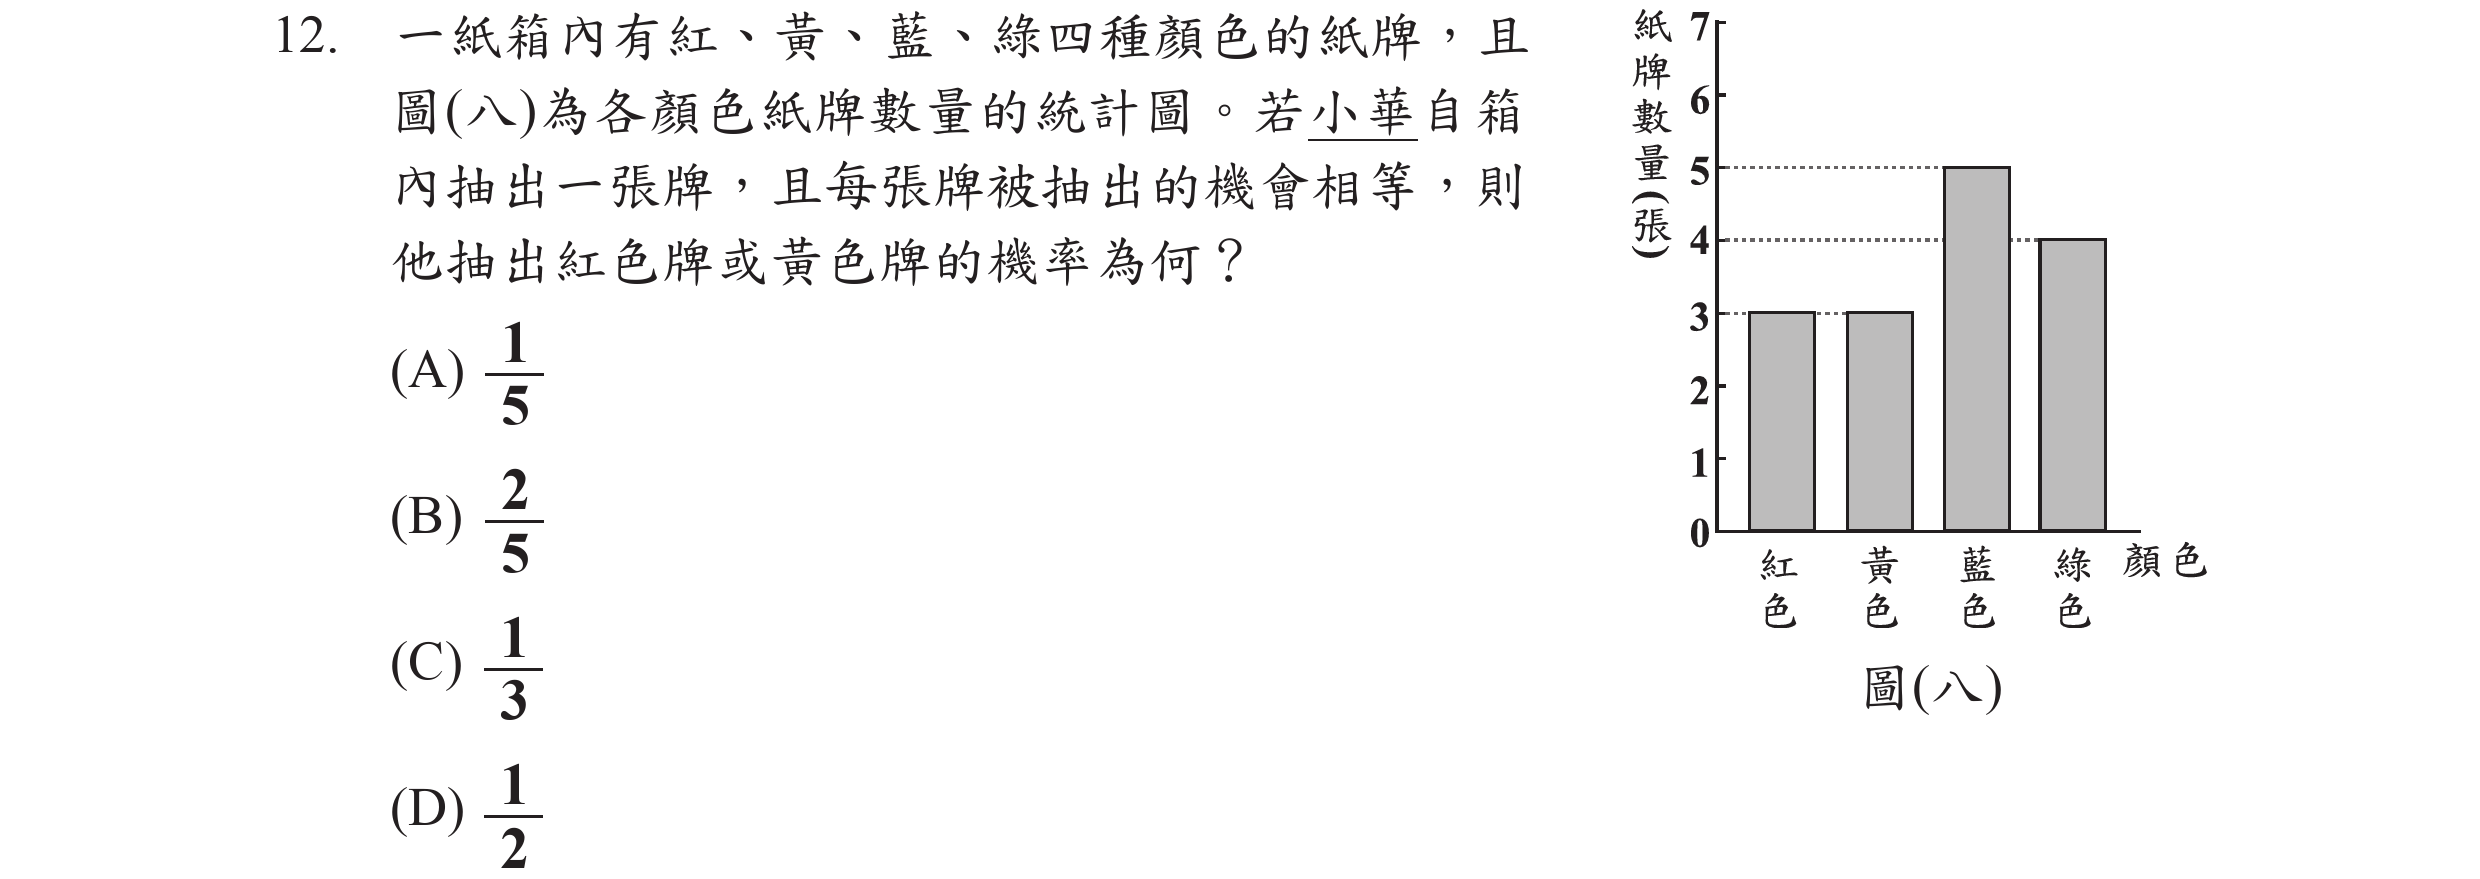 12. 一紙箱內有紅、黃、藍、綠四種顏色的紙牌，且
圖(八)為各顏色紙牌數量的統計圖。若小華自箱
內抽出一張牌，且每張牌被抽出的機會相等，則
他抽出紅色牌或黃色牌的機率為何？
(A) 1/5
(B) 2/5
(C) 1/3
(D) 1/2
紙牌數量(張)
7
6
5
4
3
2
1
0
紅色 黃色 藍色 綠色 顏色
圖(八)